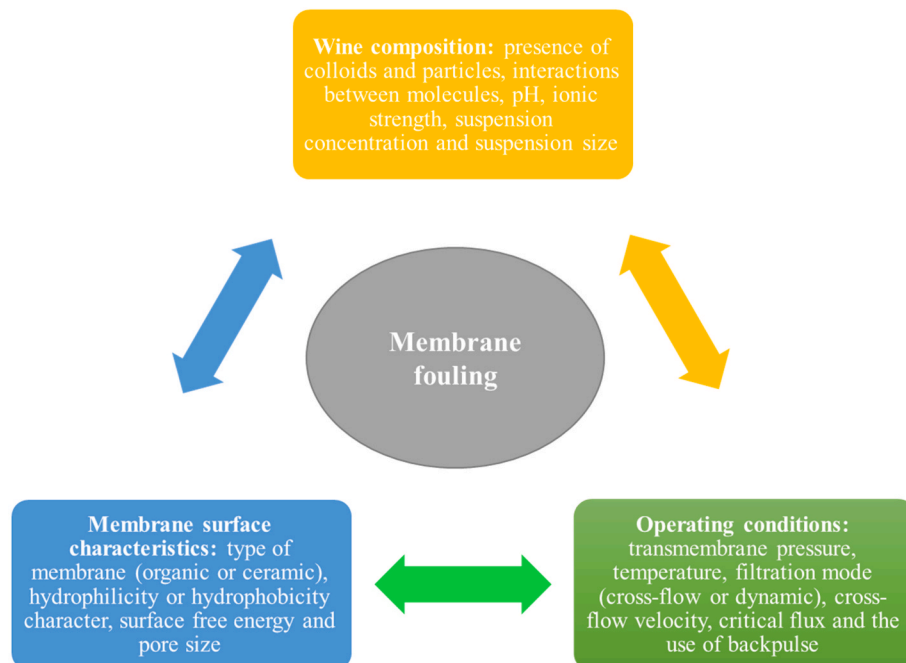 Wine composition: presence of
colloids and particles, interactions
between molecules, pH, ionic
strength, suspension
concentration and suspension size
Membrane
fouling
Membrane surface
characteristics: type of
membrane (organic or ceramic),
hydrophilicity or hydrophobicity
character, surface free energy and
pore size
Operating conditions:
transmembrane pressure,
temperature, filtration mode
(cross-flow or dynamic), cross-
flow velocity, critical flux and the
use of backpulse